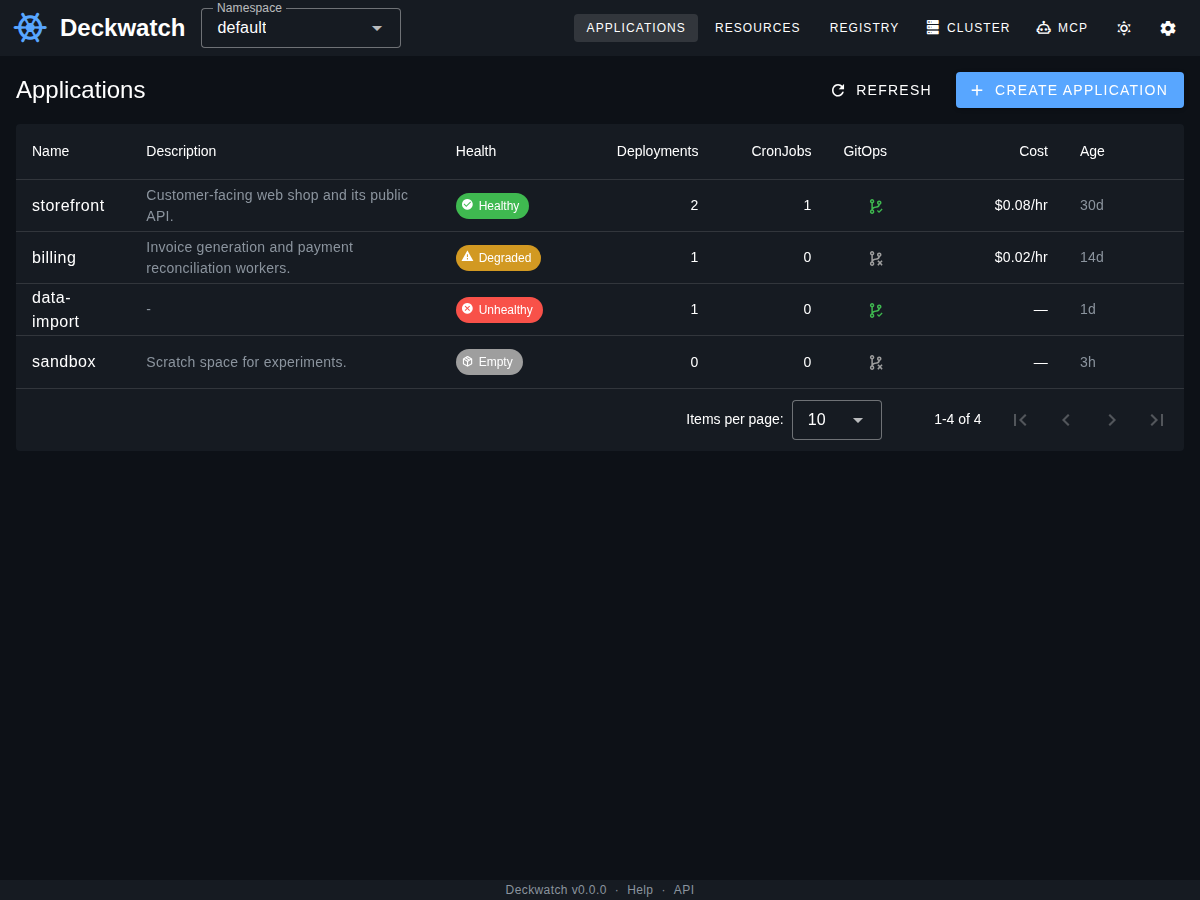 Deckwatch
Namespace
default
APPLICATIONS RESOURCES REGISTRY CLUSTER MCP
Applications
REFRESH CREATE APPLICATION
Name Description Health Deployments CronJobs GitOps Cost Age
storefront Customer-facing web shop and its public API. Healthy 2 1 $0.08/hr 30d
billing Invoice generation and payment reconciliation workers. Degraded 1 0 $0.02/hr 14d
data-import - Unhealthy 1 0 — 1d
sandbox Scratch space for experiments. Empty 0 0 — 3h
Items per page: 10 1-4 of 4
Deckwatch v0.0.0 · Help · API